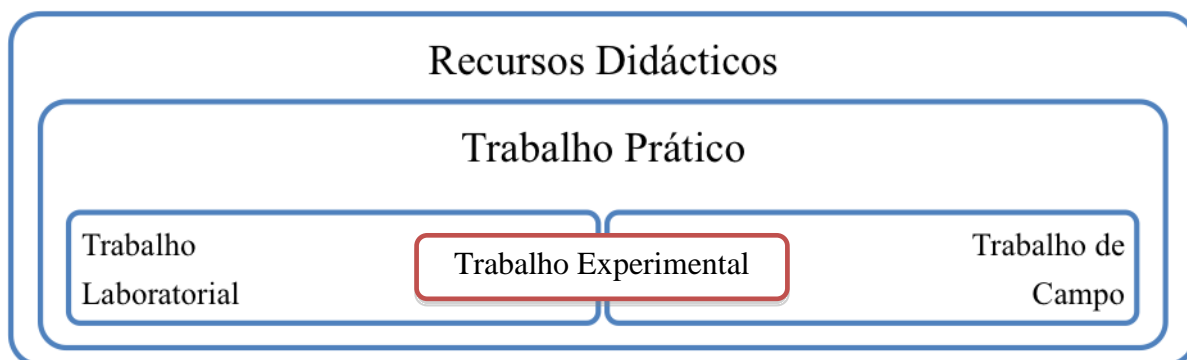 Recursos Didácticos
Trabalho Prático
Trabalho
Laboratorial
Trabalho Experimental
Trabalho de
Campo